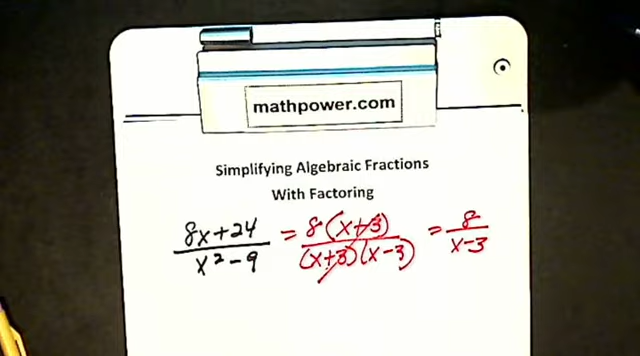 mathpower.com
Simplifying Algebraic Fractions
With Factoring
8x+24 / x²-9 = 8(x+3) / (x+3)(x-3) = 8 / x-3